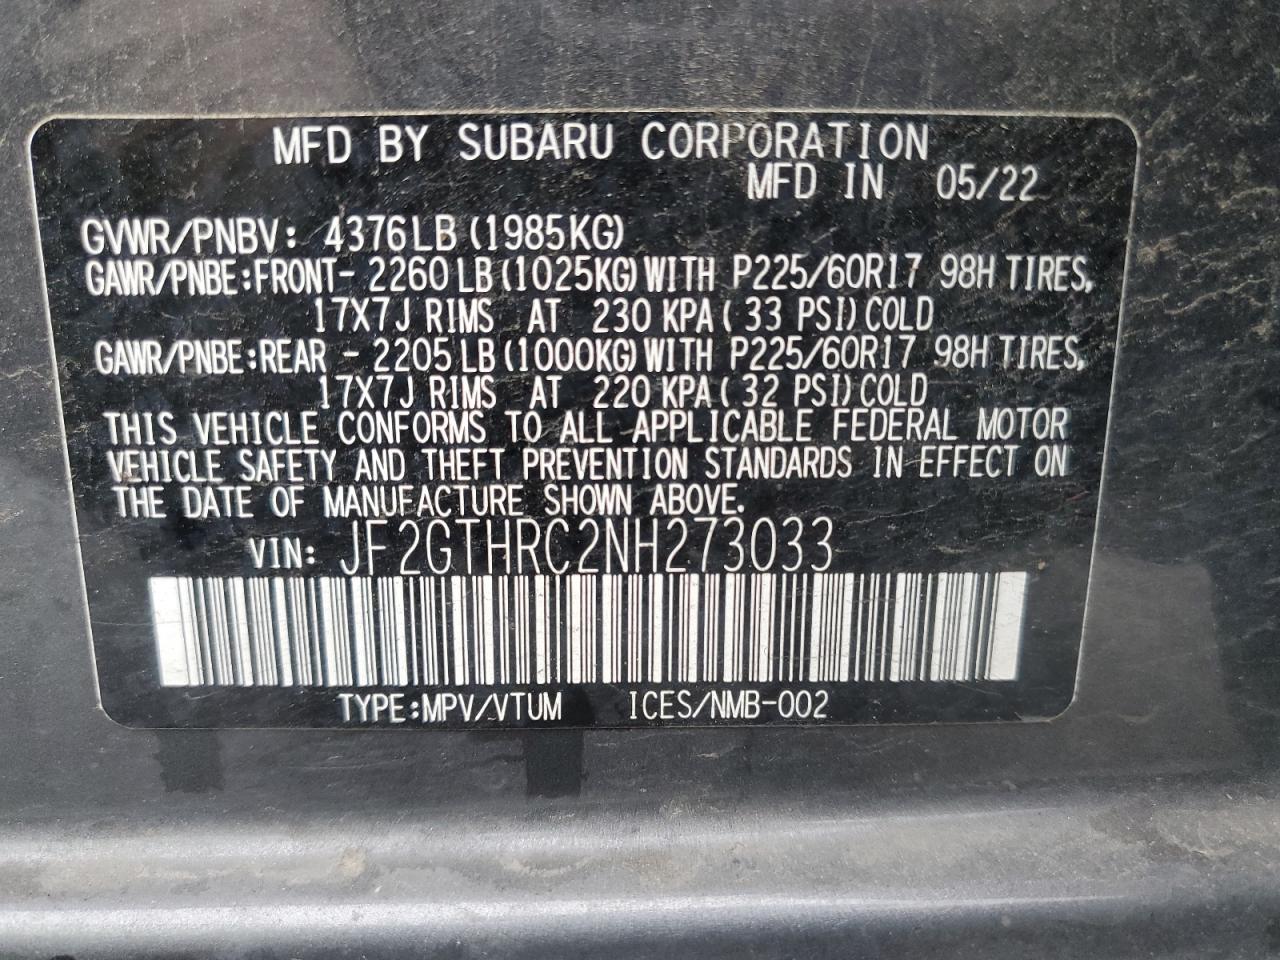 MFD BY SUBARU CORPORATION
MFD IN 05/22
GVWR/PNBV: 4376LB (1985KG)
GAWR/PNBE:FRONT- 2260LB (1025KG) WITH P225/60R17 98H TIRES,
17X7J RIMS AT 230 KPA ( 33 PSI) COLD
GAWR/PNBE:REAR - 2205LB (1000KG) WITH P225/60R17 98H TIRES,
17X7J RIMS AT 220 KPA ( 32 PSI) COLD
THIS VEHICLE CONFORMS TO ALL APPLICABLE FEDERAL MOTOR
VEHICLE SAFETY AND THEFT PREVENTION STANDARDS IN EFFECT ON
THE DATE OF MANUFACTURE SHOWN ABOVE.
VIN: JF2GTHRC2NH273033
TYPE:MPV/VTUM ICES/NMB-002